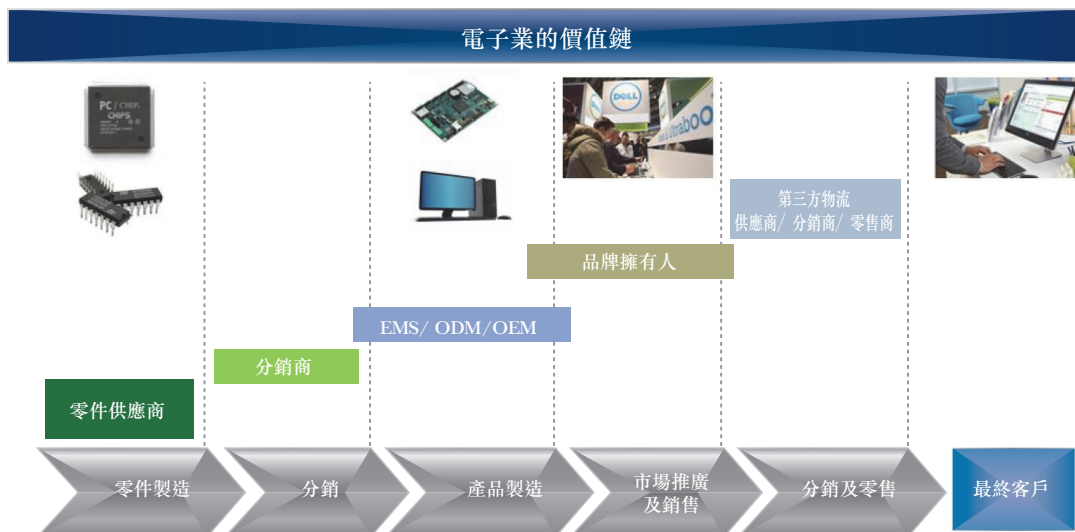 電子業的價值鏈
PC / CHIP.
CHIPS
DELL
第三方物流
供應商/ 分銷商/ 零售商
品牌擁有人
EMS/ ODM/OEM
分銷商
零件供應商
零件製造
分銷
產品製造
市場推廣
及銷售
分銷及零售
最終客戶